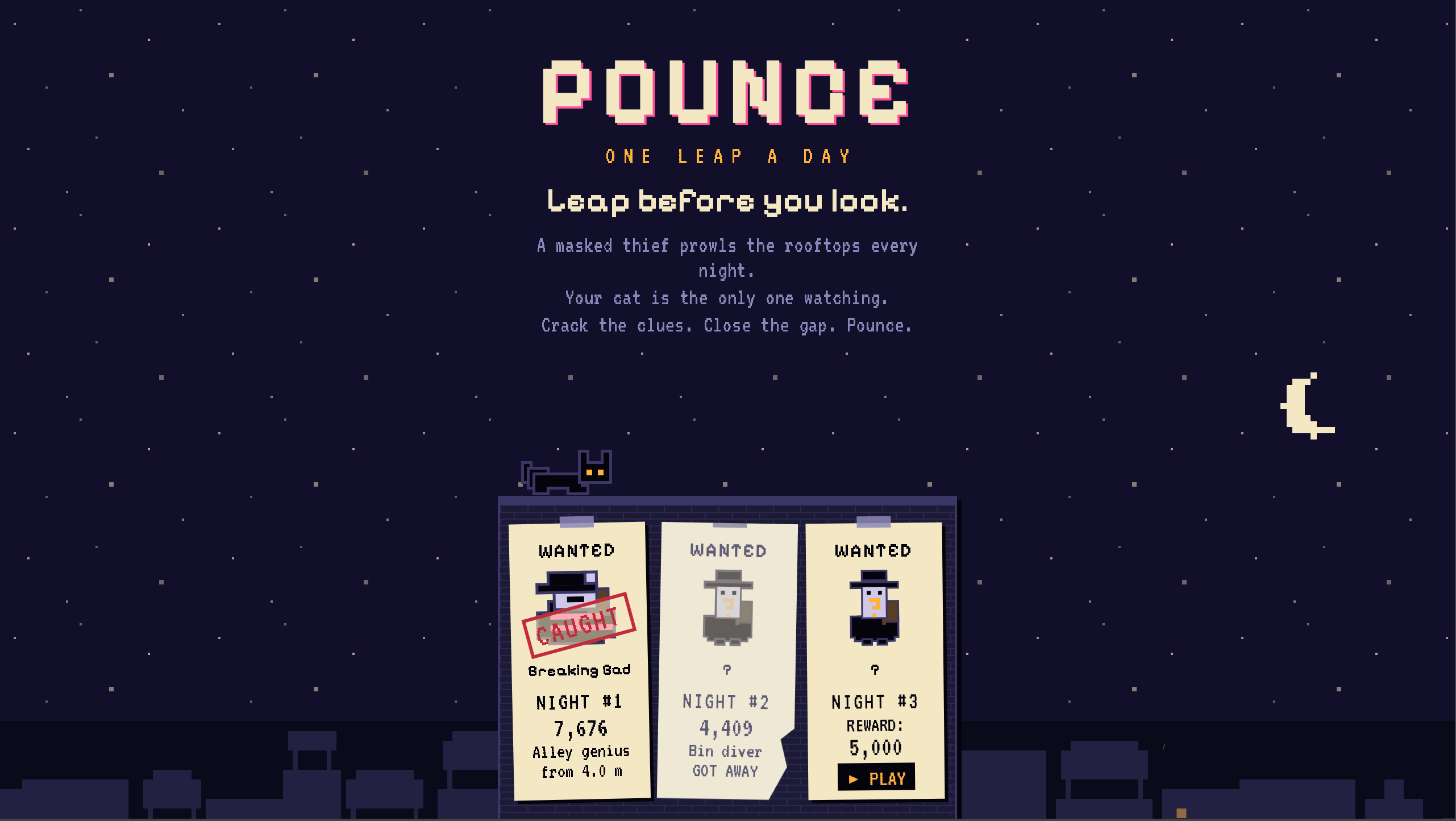 POUNCE
ONE LEAP A DAY
Leap before you look.
A masked thief prowls the rooftops every
night.
Your cat is the only one watching.
Crack the clues. Close the gap. Pounce.
WANTED
CAUGHT
Breaking Bad
NIGHT #1
7,676
Alley genius
from 4.0 m
WANTED
?
NIGHT #2
4,409
Bin diver
GOT AWAY
WANTED
?
NIGHT #3
REWARD:
5,000
► PLAY